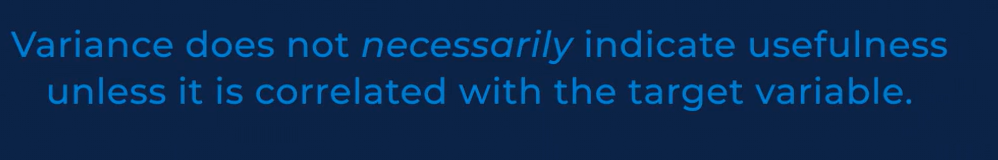 Variance does not necessarily indicate usefulness
unless it is correlated with the target variable.